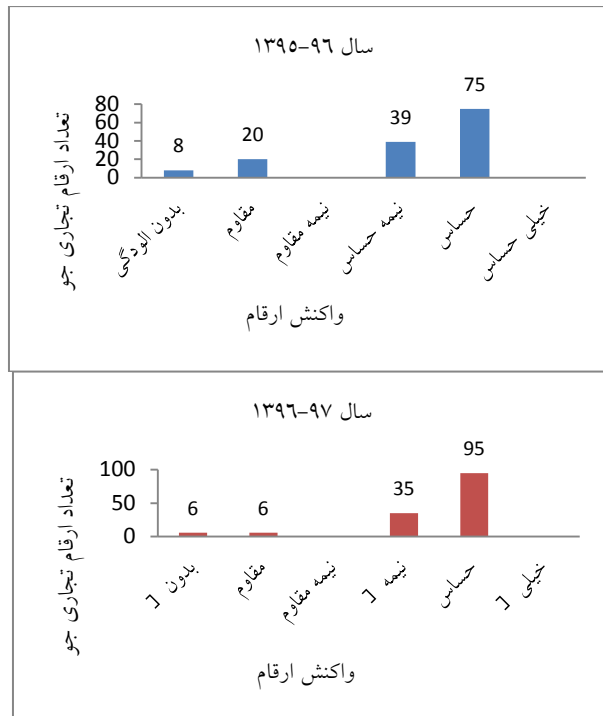 سال ۹۶-۱۳۹۵
تعداد ارقام تجاری جو
80
60
40
20
0
8
20
39
75
بدون الودگی
مقاوم
نیمه مقاوم
نیمه حساس
حساس
خیلی حساس
واکنش ارقام
سال ۹۷-۱۳۹۶
تعداد ارقام تجاری جو
100
50
0
6
6
35
95
بدون [
مقاوم
نیمه مقاوم
نیمه [
حساس
خیلی [
واکنش ارقام